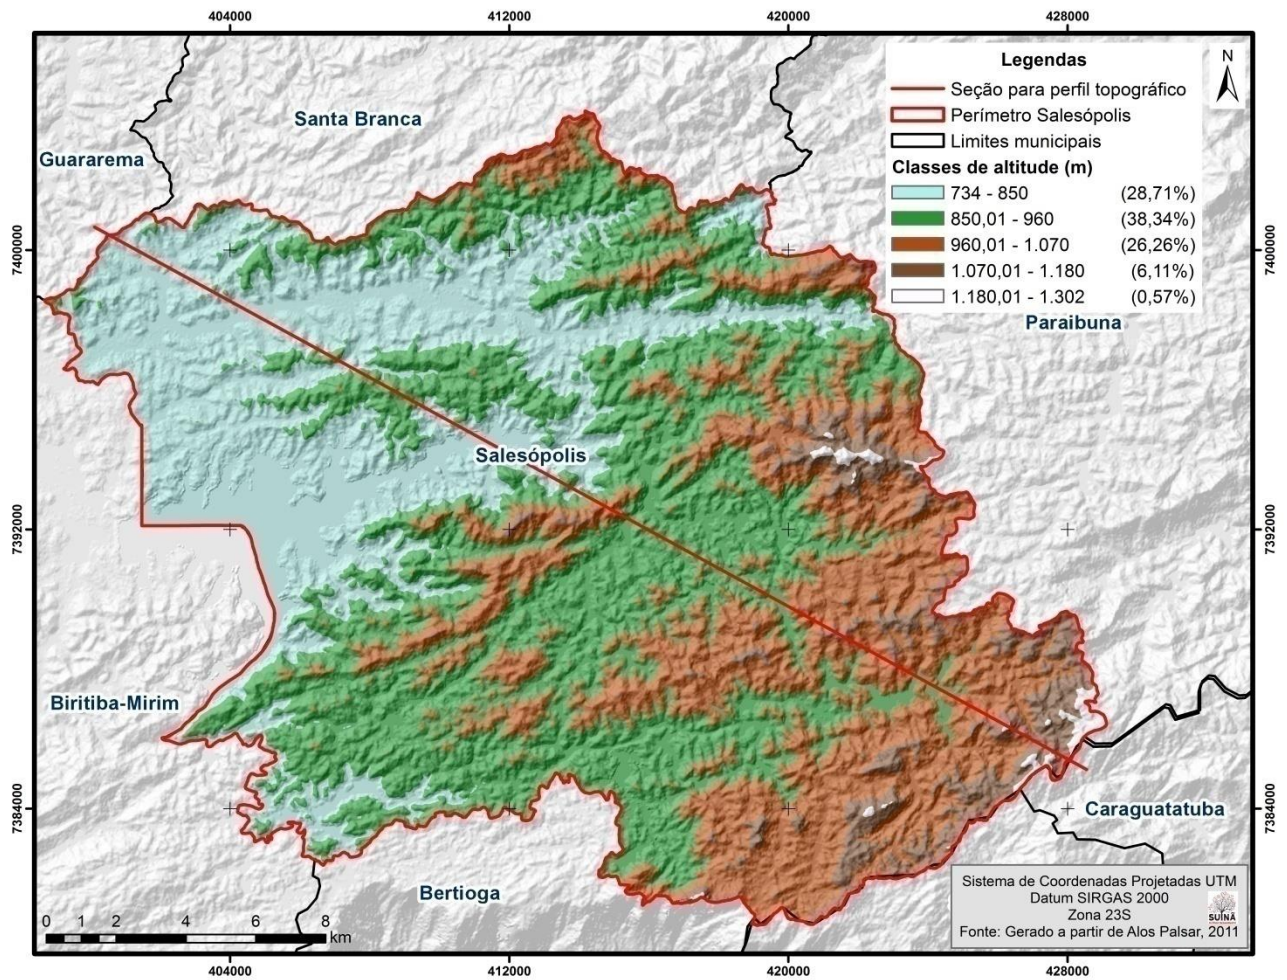 404000
412000
420000
428000
Legendas
Seção para perfil topográfico
Perímetro Salesópolis
Limites municipais
Classes de altitude (m)
734 - 850 (28,71%)
850,01 - 960 (38,34%)
960,01 - 1.070 (26,26%)
1.070,01 - 1.180 (6,11%)
1.180,01 - 1.302 (0,57%)
N
Santa Branca
Guararema
7400000
7400000
Paraibuna
Salesópolis
7392000
7392000
Biritiba-Mirim
7384000
7384000
Caraguatatuba
Bertioga
Sistema de Coordenadas Projetadas UTM
Datum SIRGAS 2000
Zona 23S
Fonte: Gerado a partir de Alos Palsar, 2011
SUINÃ
0 1 2 4 6 8
km
404000
412000
420000
428000